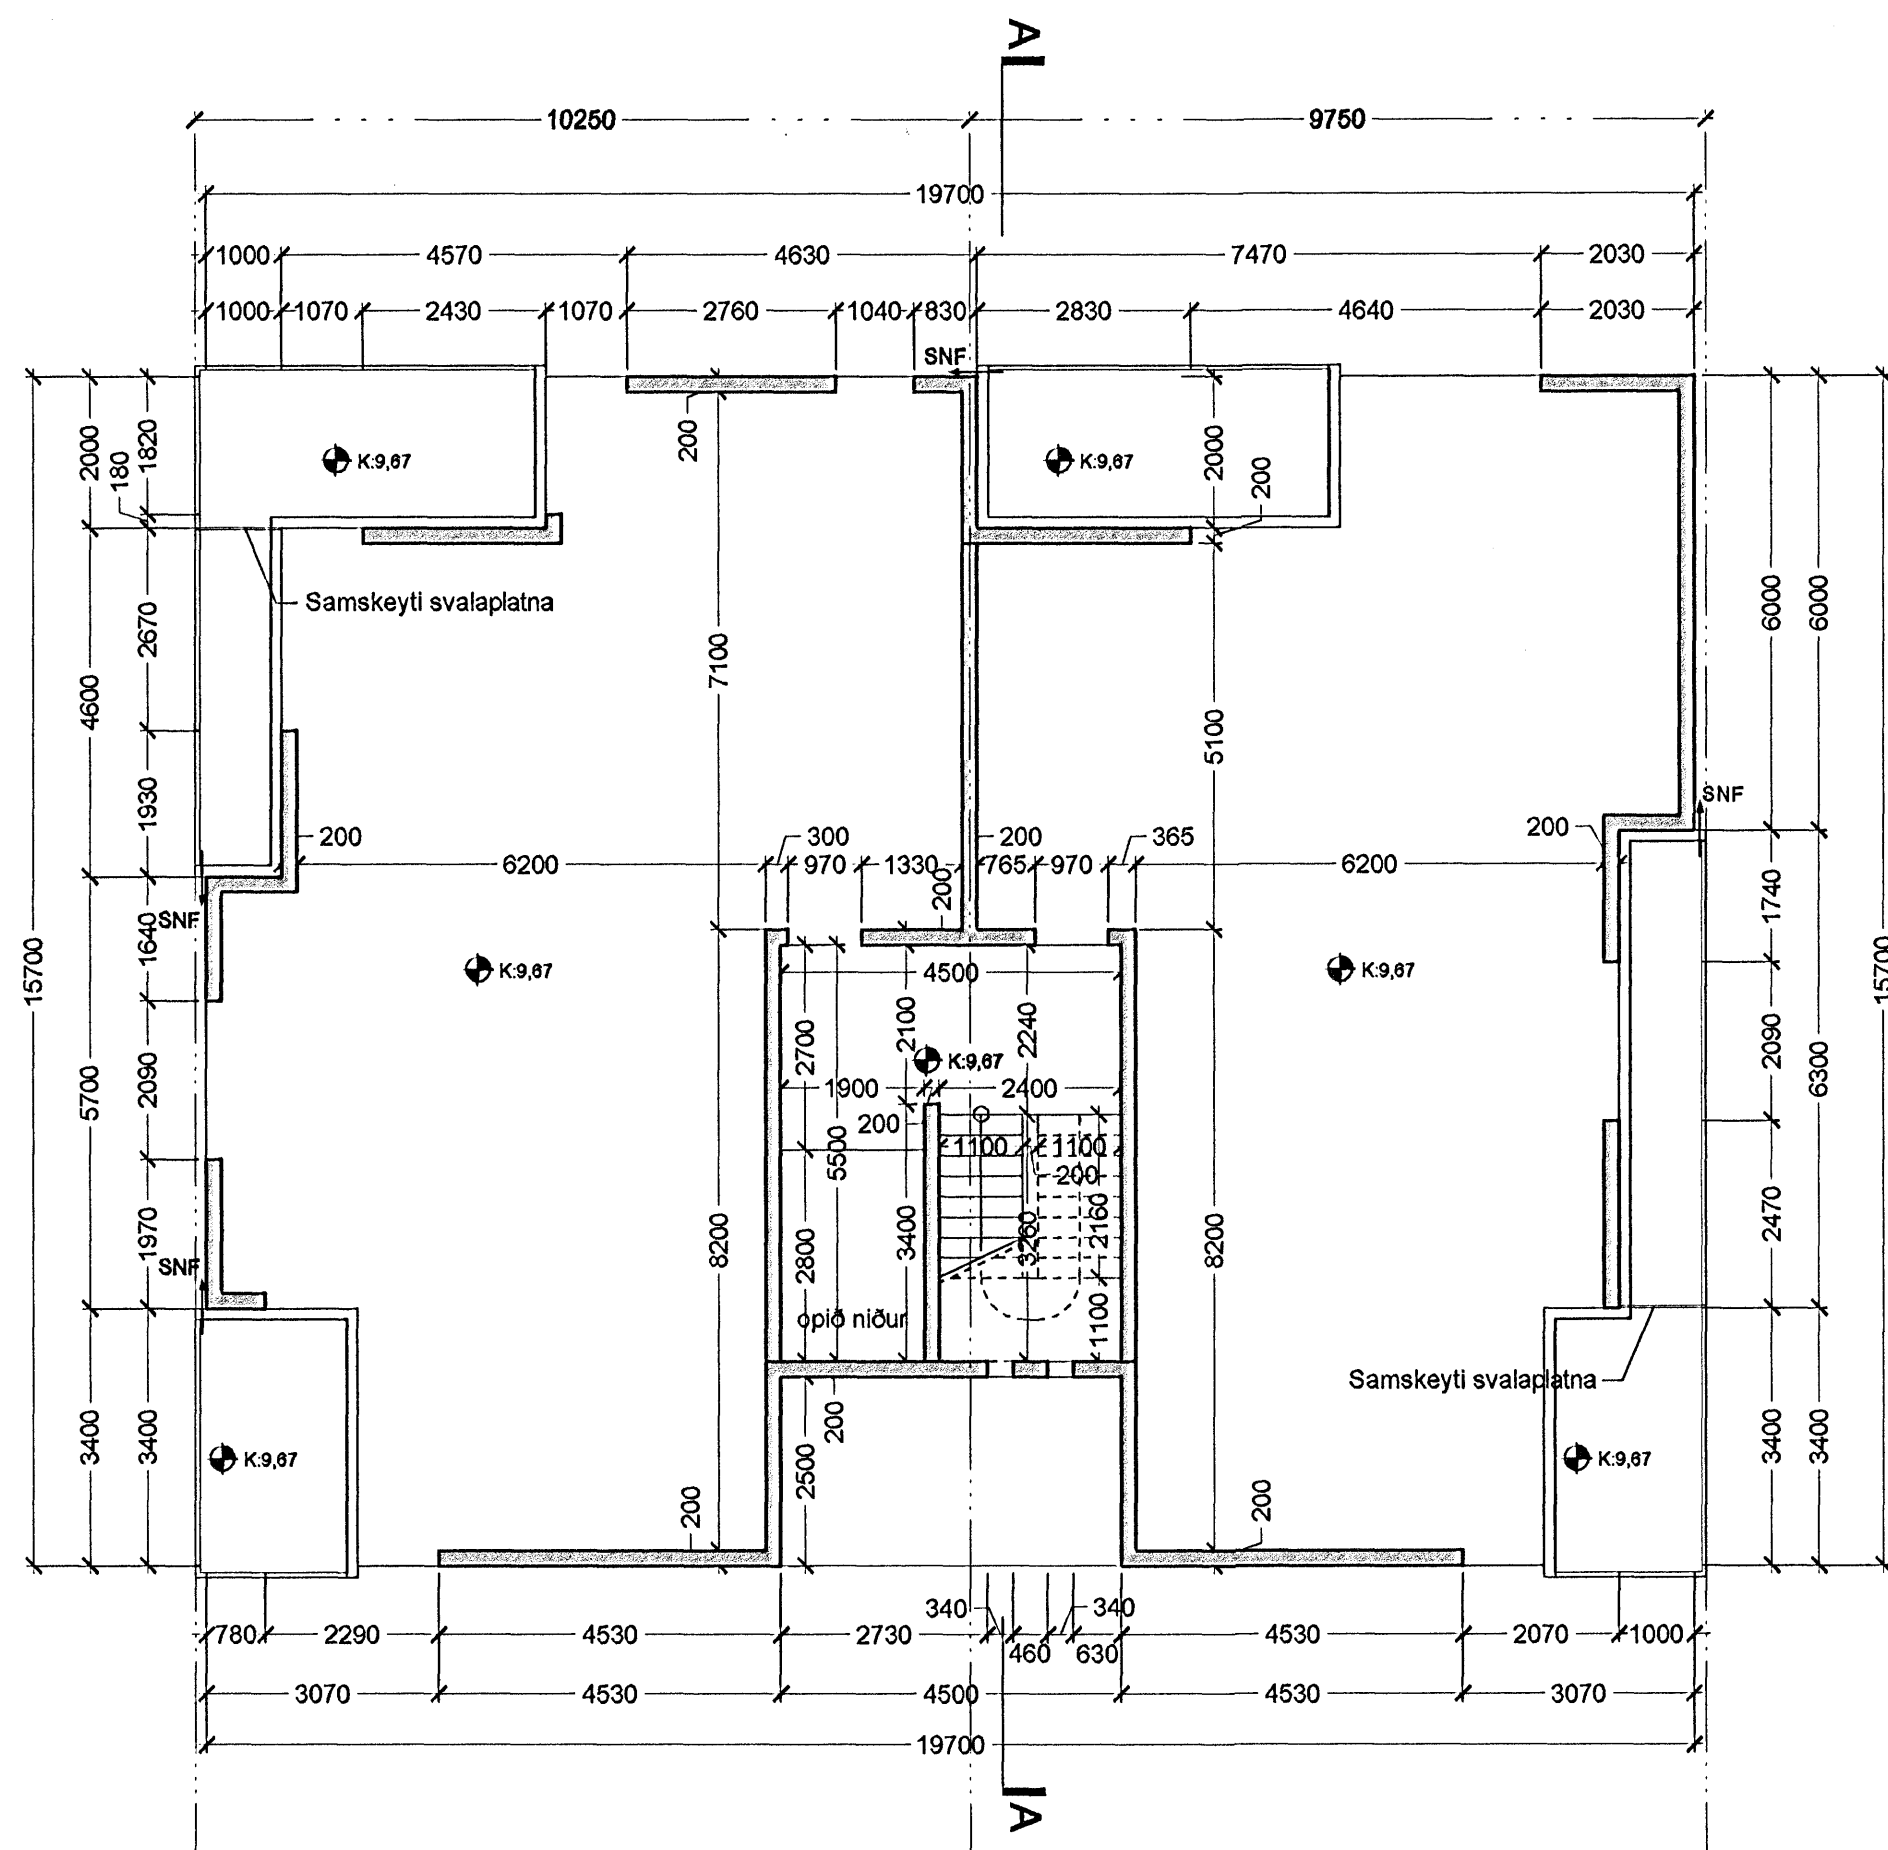 A
10250 9750
19700
1000 4570 4630 7470 2030
1000 1070 2430 1070 2760 1040 830 2830 4640 2030
SNF
2000 180 1820 200 2000 200
K:9,67 K:9,67
Samskeyti svalaplatna
4600 2670 7100 6000 6000
1930 5100
SNF
200 300 200 365 200
6200 970 1330 765 970 6200
200
SNF
15700 1640 1740 15700
K:9,67 4500 K:9,67
2700 2100 2240
K:9,67
5700 2090 2090 6300
1900 2400
200
5500 1100 1100
200
1970 8200 2800 3400 3260 2160 8200 2470
SNF
opið niður 1100
Samskeyti svalaplatna
3400 3400 200 3400 3400
K:9,67 2500 K:9,67
200 200
340 340
780 2290 4530 2730 4530 2070 1000
460 630
3070 4530 4500 4530 3070
19700
A